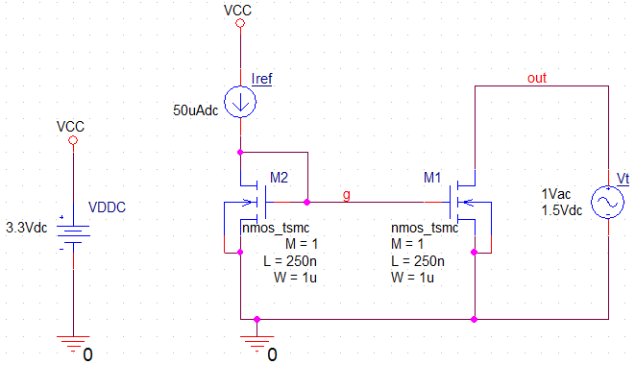 VCC
Iref
50uAdc
out
VCC
M2
M1
Vt
g
1Vac
1.5Vdc
VDDC
3.3Vdc
nmos_tsmc
M = 1
L = 250n
W = 1u
nmos_tsmc
M = 1
L = 250n
W = 1u
+
-
0
0